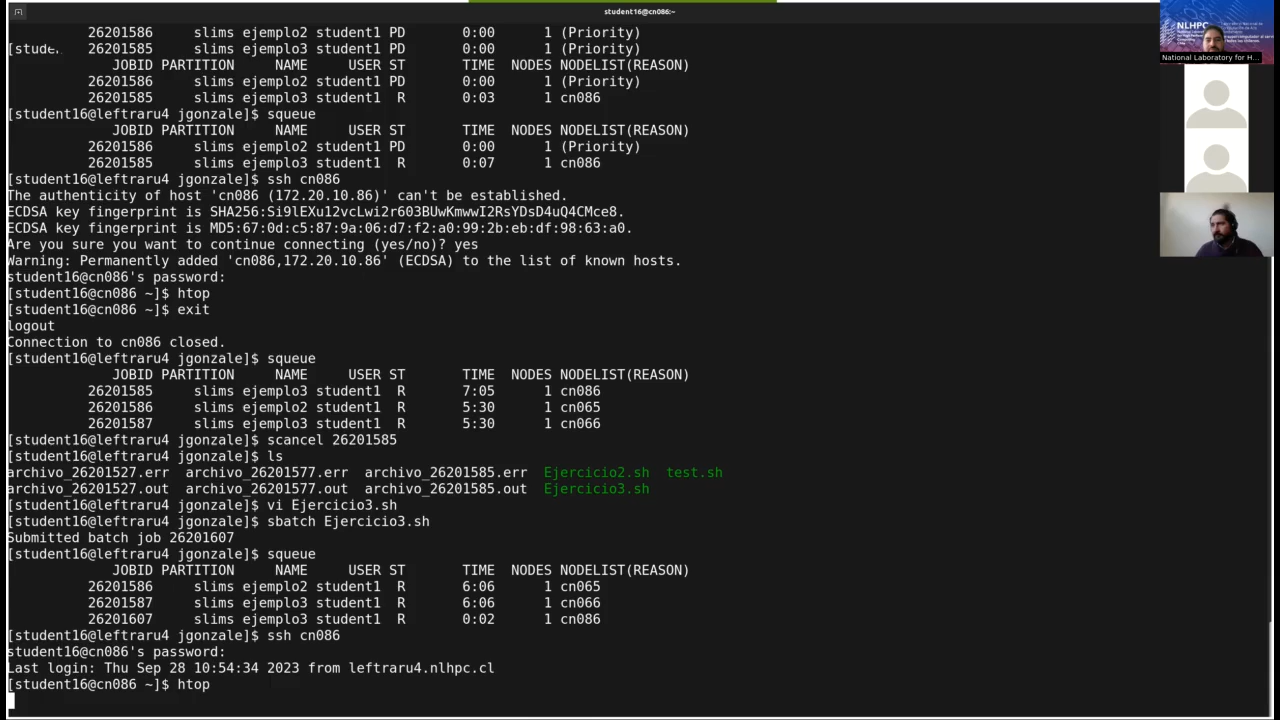 student16@cn086:~
26201586 slims ejemplo2 student1 PD 0:00 1 (Priority)
[stude. 26201585 slims ejemplo3 student1 PD 0:00 1 (Priority)
JOBID PARTITION NAME USER ST TIME NODES NODELIST(REASON)
26201586 slims ejemplo2 student1 PD 0:00 1 (Priority)
26201585 slims ejemplo3 student1 R 0:03 1 cn086
[student16@leftraru4 jgonzale]$ squeue
JOBID PARTITION NAME USER ST TIME NODES NODELIST(REASON)
26201586 slims ejemplo2 student1 PD 0:00 1 (Priority)
26201585 slims ejemplo3 student1 R 0:07 1 cn086
[student16@leftraru4 jgonzale]$ ssh cn086
The authenticity of host 'cn086 (172.20.10.86)' can't be established.
ECDSA key fingerprint is SHA256:Si9lEXu12vcLwi2r603BUwKmwwI2RsYDsD4uQ4CMce8.
ECDSA key fingerprint is MD5:67:0d:c5:87:9a:06:d7:f2:a0:99:2b:eb:df:98:63:a0.
Are you sure you want to continue connecting (yes/no)? yes
Warning: Permanently added 'cn086,172.20.10.86' (ECDSA) to the list of known hosts.
student16@cn086's password:
[student16@cn086 ~]$ htop
[student16@cn086 ~]$ exit
logout
Connection to cn086 closed.
[student16@leftraru4 jgonzale]$ squeue
JOBID PARTITION NAME USER ST TIME NODES NODELIST(REASON)
26201585 slims ejemplo3 student1 R 7:05 1 cn086
26201586 slims ejemplo2 student1 R 5:30 1 cn065
26201587 slims ejemplo3 student1 R 5:30 1 cn066
[student16@leftraru4 jgonzale]$ scancel 26201585
[student16@leftraru4 jgonzale]$ ls
archivo_26201527.err archivo_26201577.err archivo_26201585.err Ejercicio2.sh test.sh
archivo_26201527.out archivo_26201577.out archivo_26201585.out Ejercicio3.sh
[student16@leftraru4 jgonzale]$ vi Ejercicio3.sh
[student16@leftraru4 jgonzale]$ sbatch Ejercicio3.sh
Submitted batch job 26201607
[student16@leftraru4 jgonzale]$ squeue
JOBID PARTITION NAME USER ST TIME NODES NODELIST(REASON)
26201586 slims ejemplo2 student1 R 6:06 1 cn065
26201587 slims ejemplo3 student1 R 6:06 1 cn066
26201607 slims ejemplo3 student1 R 0:02 1 cn086
[student16@leftraru4 jgonzale]$ ssh cn086
student16@cn086's password:
Last login: Thu Sep 28 10:54:34 2023 from leftraru4.nlhpc.cl
[student16@cn086 ~]$ htop
NLHPC
National Laboratory for H...